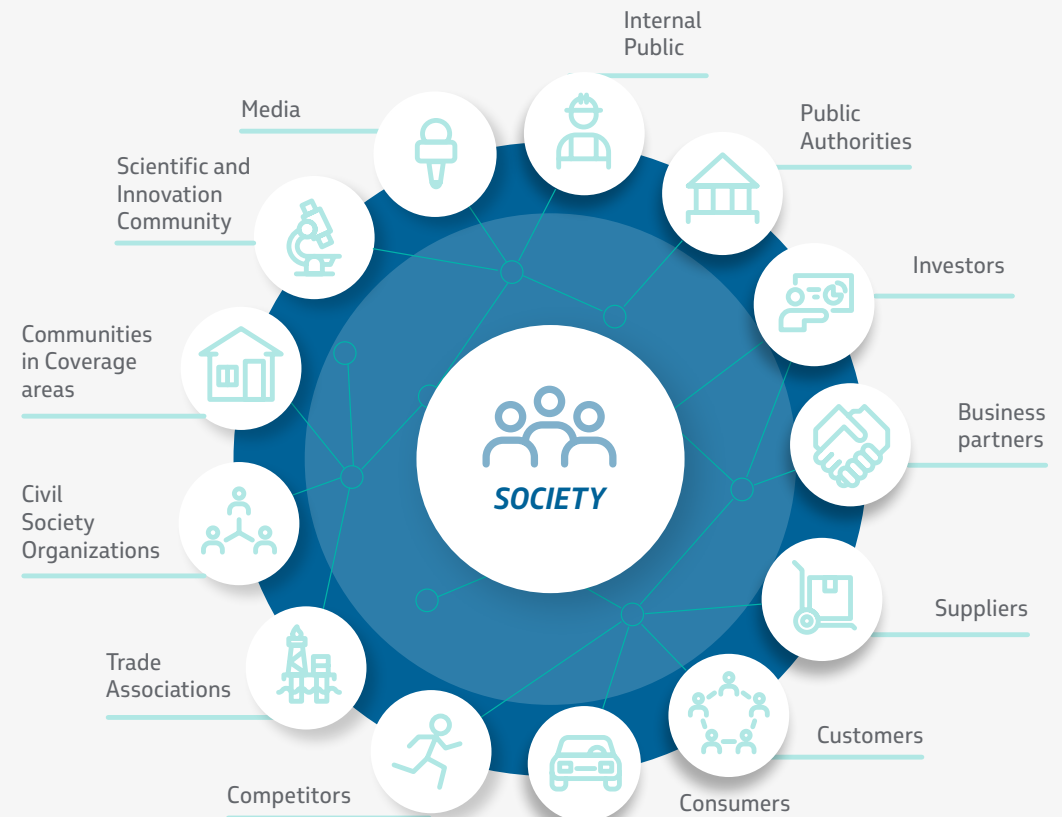 Internal
Public
Media
Public
Authorities
Scientific and
Innovation
Community
Investors
Communities
in Coverage
areas
Business
partners
SOCIETY
Civil
Society
Organizations
Suppliers
Trade
Associations
Customers
Competitors
Consumers